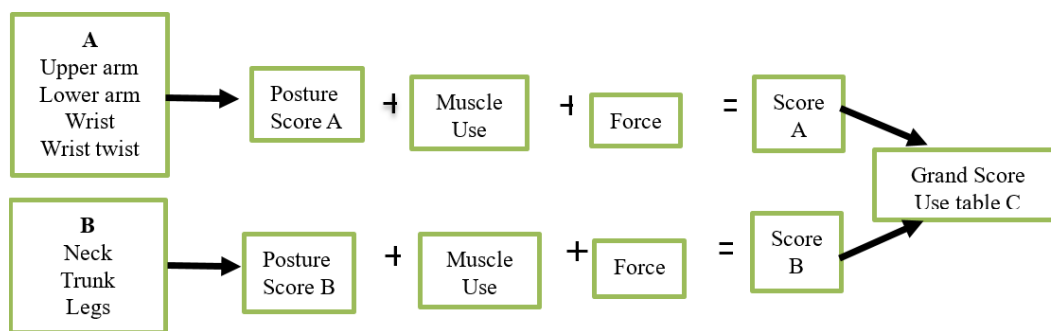 A
Upper arm
Lower arm
Wrist
Wrist twist
Posture
Score A
+
Muscle
Use
+
Force
=
Score
A
Grand Score
Use table C
B
Neck
Trunk
Legs
Posture
Score B
+
Muscle
Use
+
Force
=
Score
B